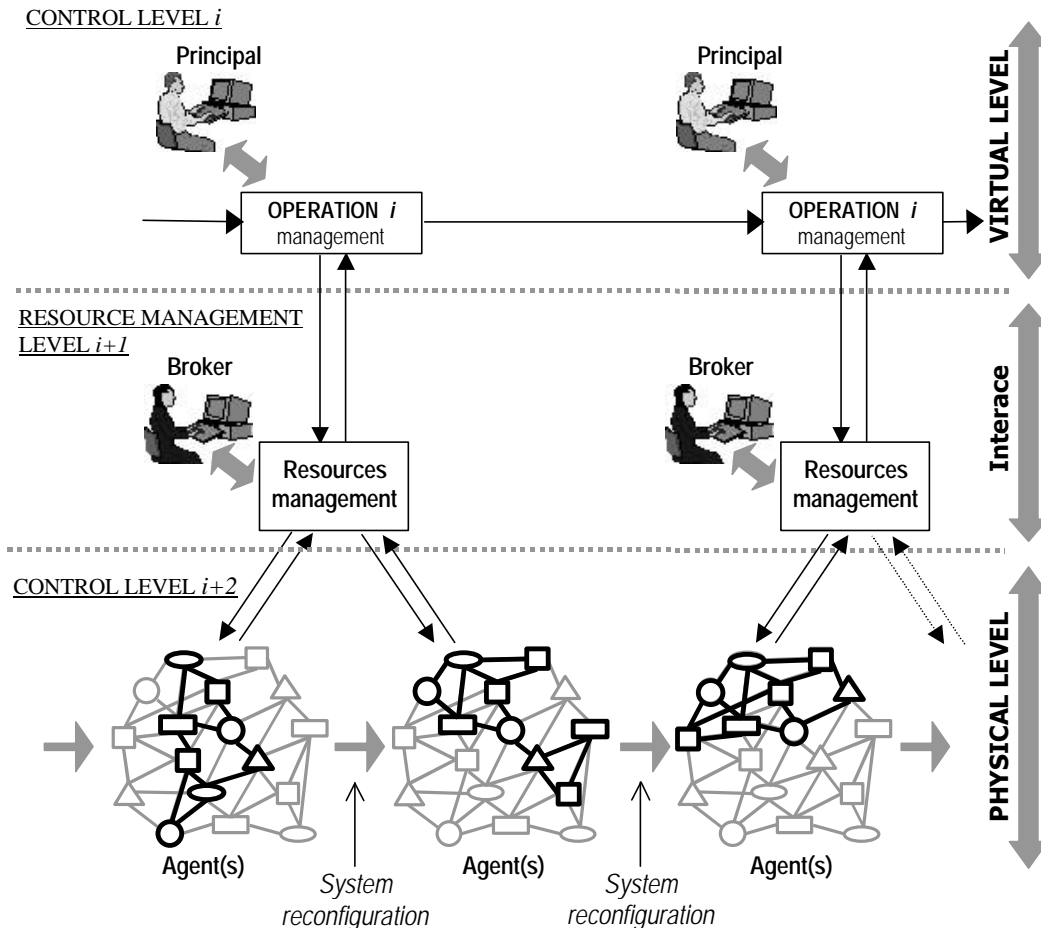 CONTROL LEVEL i
Principal
Principal
OPERATION i
management
OPERATION i
management
VIRTUAL LEVEL
RESOURCE MANAGEMENT
LEVEL i+1
Broker
Broker
Resources
management
Resources
management
Interace
CONTROL LEVEL i+2
PHYSICAL LEVEL
Agent(s)
Agent(s)
Agent(s)
System
reconfiguration
System
reconfiguration